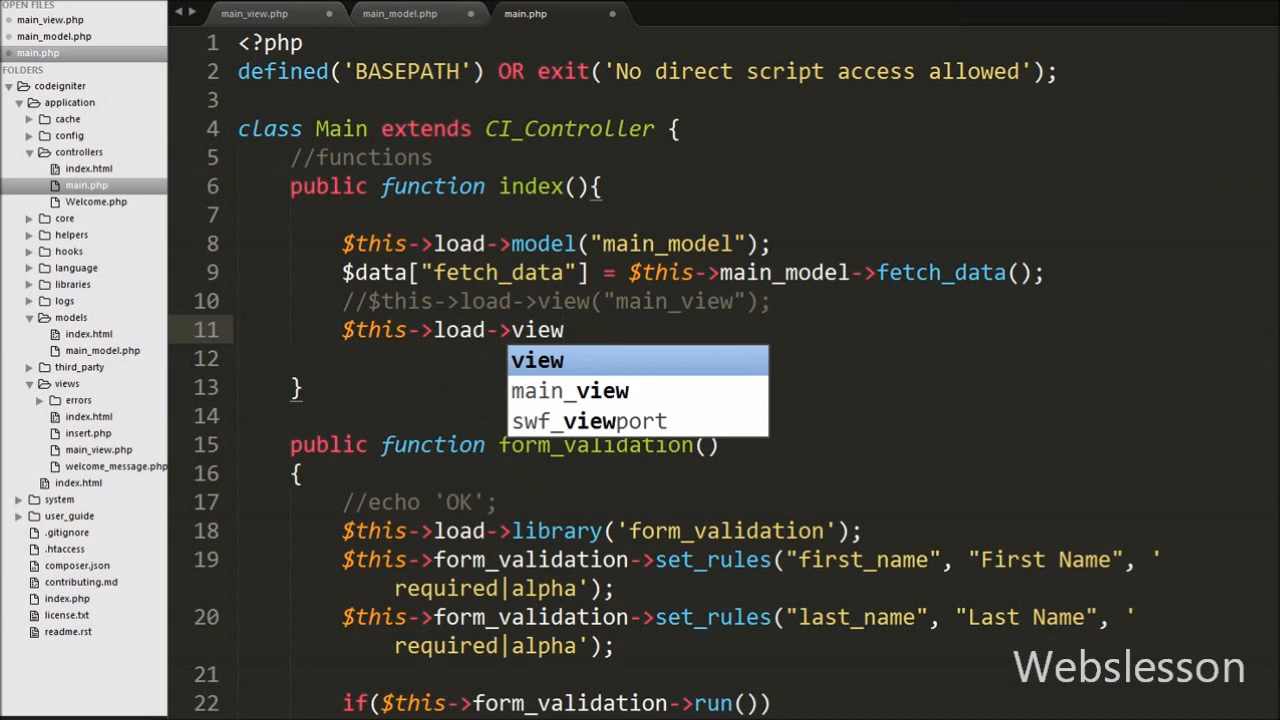 OPEN FILES
main_view.php
main_model.php
main.php
FOLDERS
codeigniter
application
cache
config
controllers
index.html
main.php
Welcome.php
core
helpers
hooks
language
libraries
logs
models
index.html
main_model.php
third_party
views
errors
index.html
insert.php
main_view.php
welcome_message.php
index.html
system
user_guide
.gitignore
.htaccess
composer.json
contributing.md
index.php
license.txt
readme.rst
main_view.php
main_model.php
main.php
1 <?php
2 defined('BASEPATH') OR exit('No direct script access allowed');
3
4 class Main extends CI_Controller {
5 //functions
6 public function index(){
7
8 $this->load->model("main_model");
9 $data["fetch_data"] = $this->main_model->fetch_data();
10 //$this->load->view("main_view");
11 $this->load->view
view
12
main_view
13 }
swf_viewport
14
15 public function form_validation()
16 {
17 //echo 'OK';
18 $this->load->library('form_validation');
19 $this->form_validation->set_rules("first_name", "First Name", '
required|alpha');
20 $this->form_validation->set_rules("last_name", "Last Name", '
required|alpha');
21
22 if($this->form_validation->run())
Webslesson